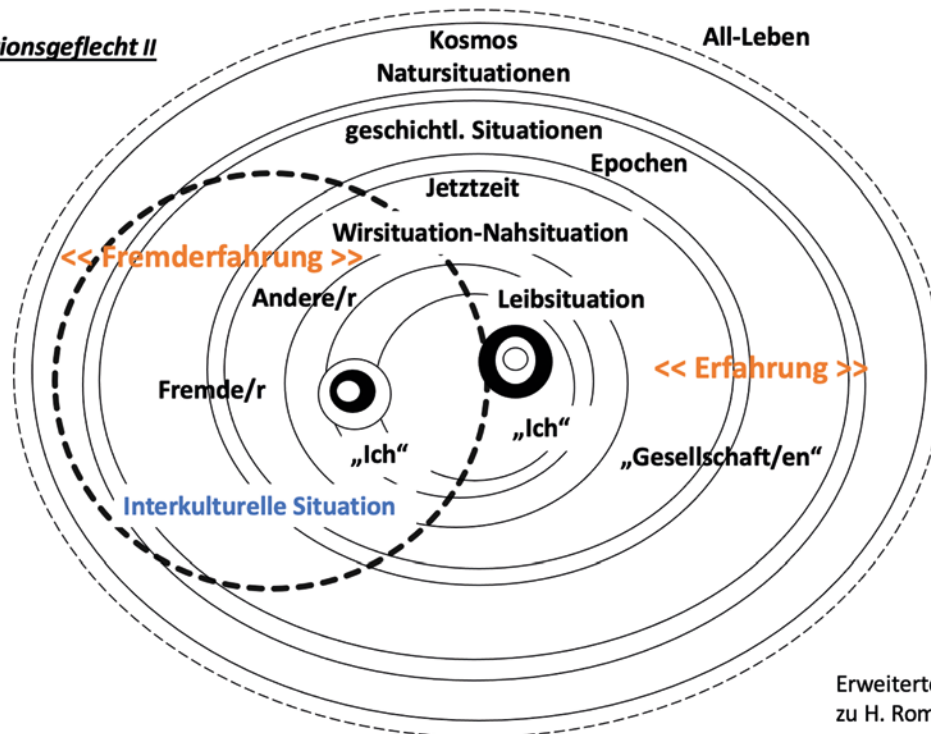 tionsgeflecht II
Kosmos
All-Leben
Natursituationen
geschichtl. Situationen
Epochen
Jetztzeit
Wirsituation-Nahsituation
<< Fremderfahrung >>
Andere/r
Leibsituation
<< Erfahrung >>
Fremde/r
„Ich“
„Ich“
„Gesellschaft/en“
Interkulturelle Situation
Erweiterte
zu H. Rom